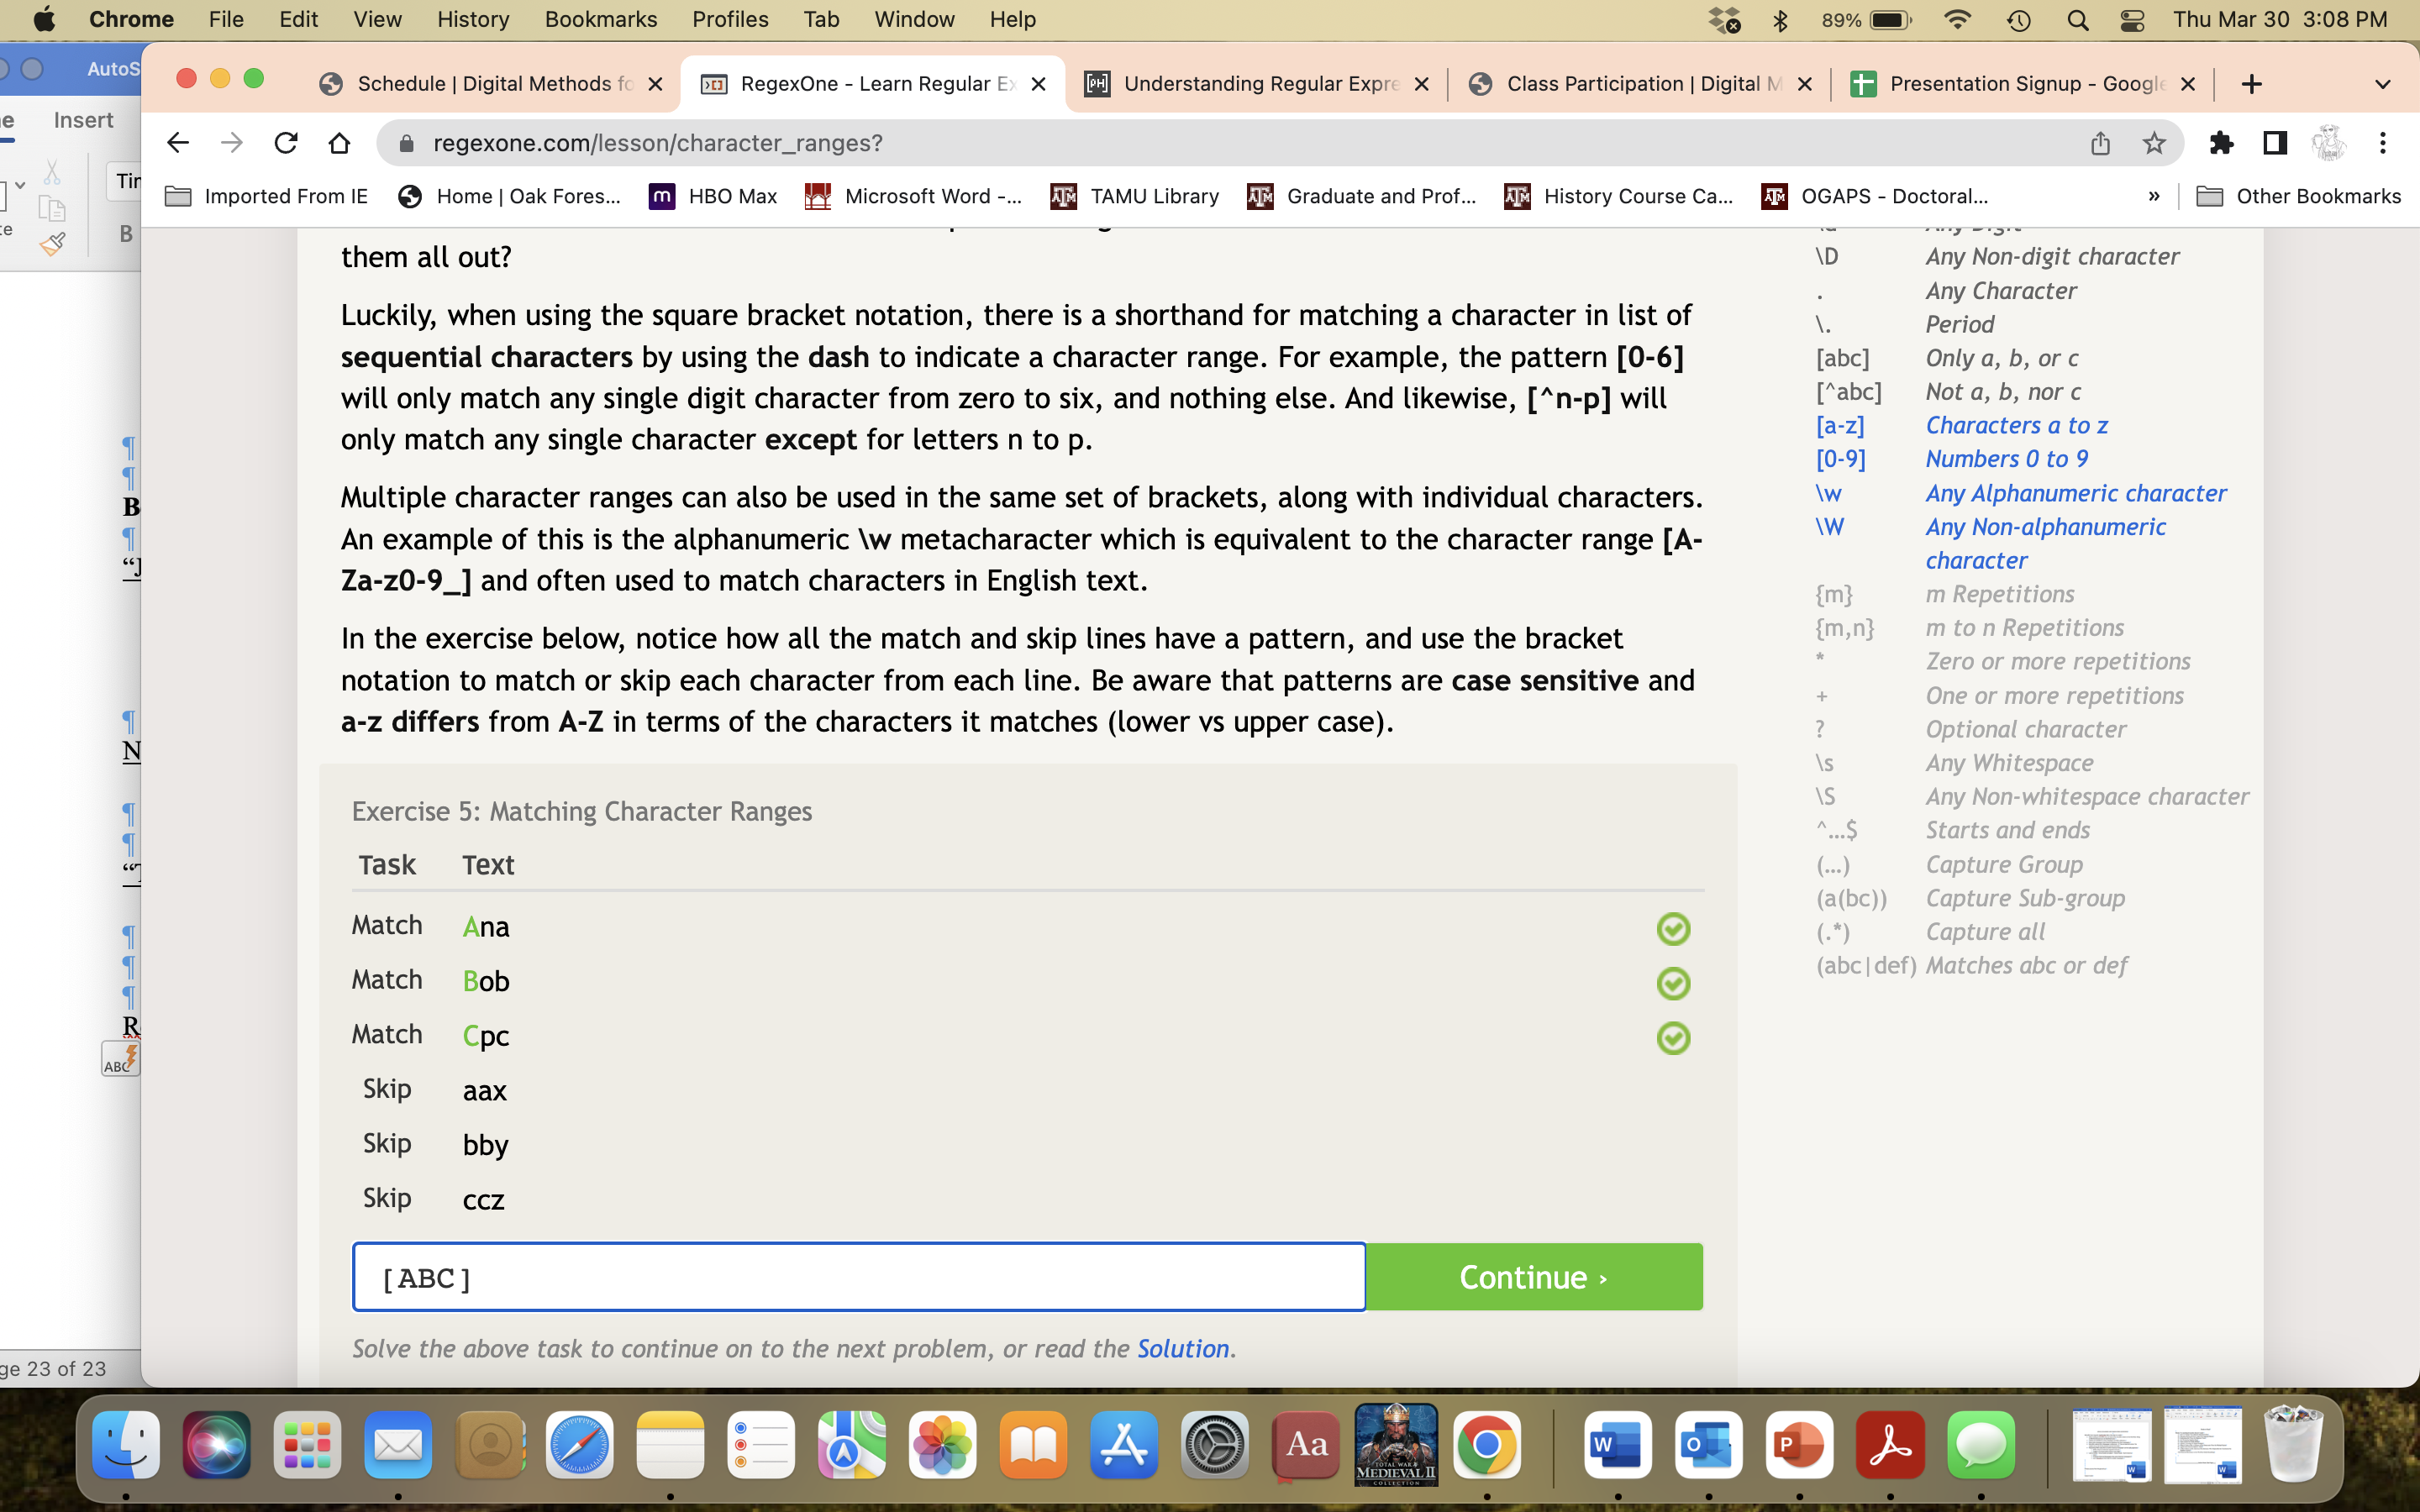 Chrome File Edit View History Bookmarks Profiles Tab Window Help 89% Thu Mar 30 3:08 PM
AutoS
Schedule | Digital Methods fo
RegexOne - Learn Regular Ex
Understanding Regular Expre
Class Participation | Digital M
Presentation Signup - Google
Insert
regexone.com/lesson/character_ranges?
Tin
B
Imported From IE
Home | Oak Fores...
HBO Max
Microsoft Word -...
TAMU Library
Graduate and Prof...
History Course Ca...
OGAPS - Doctoral...
»
Other Bookmarks
them all out?
Luckily, when using the square bracket notation, there is a shorthand for matching a character in list of
sequential characters by using the dash to indicate a character range. For example, the pattern [0-6]
will only match any single digit character from zero to six, and nothing else. And likewise, [^n-p] will
only match any single character except for letters n to p.
Multiple character ranges can also be used in the same set of brackets, along with individual characters.
An example of this is the alphanumeric \w metacharacter which is equivalent to the character range [A-
Za-z0-9_] and often used to match characters in English text.
In the exercise below, notice how all the match and skip lines have a pattern, and use the bracket
notation to match or skip each character from each line. Be aware that patterns are case sensitive and
a-z differs from A-Z in terms of the characters it matches (lower vs upper case).
Exercise 5: Matching Character Ranges
Task Text
Match Ana
Match Bob
Match Cpc
Skip aax
Skip bby
Skip ccz
[ABC]
Continue ›
Solve the above task to continue on to the next problem, or read the Solution.
\D Any Non-digit character
. Any Character
\. Period
[abc] Only a, b, or c
[^abc] Not a, b, nor c
[a-z] Characters a to z
[0-9] Numbers 0 to 9
\w Any Alphanumeric character
\W Any Non-alphanumeric
character
{m} m Repetitions
{m,n} m to n Repetitions
* Zero or more repetitions
+ One or more repetitions
? Optional character
\s Any Whitespace
\S Any Non-whitespace character
^…$ Starts and ends
(…) Capture Group
(a(bc)) Capture Sub-group
(.*) Capture all
(abc|def) Matches abc or def
ABC
ge 23 of 23
Aa
TOTAL WAR
MEDIEVAL II
COLLECTION
W
O
P